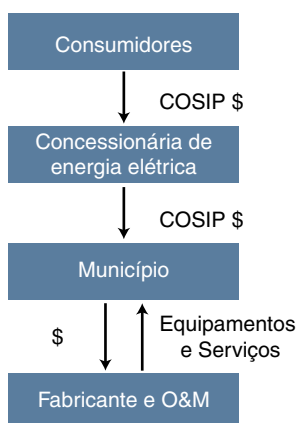 Consumidores
COSIP $
Concessionária de
energia elétrica
COSIP $
Município
$
Equipamentos
e Serviços
Fabricante e O&M